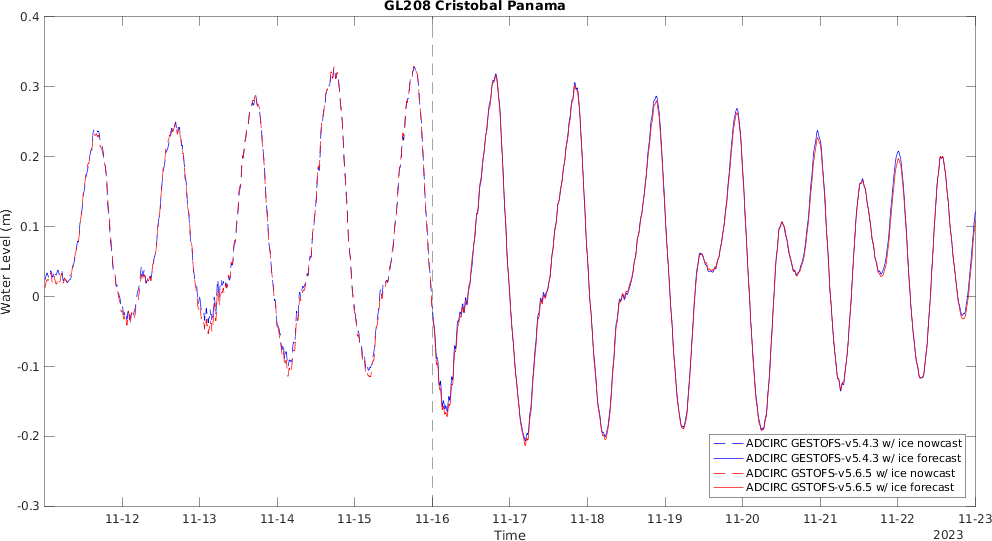 GL208 Cristobal Panama
0.4
0.3
0.2
0.1
0
-0.1
-0.2
-0.3
Water Level (m)
ADCIRC GESTOFS-v5.4.3 w/ ice nowcast
ADCIRC GESTOFS-v5.4.3 w/ ice forecast
ADCIRC GSTOFS-v5.6.5 w/ ice nowcast
ADCIRC GSTOFS-v5.6.5 w/ ice forecast
11-12 11-13 11-14 11-15 11-16 11-17 11-18 11-19 11-20 11-21 11-22 11-23
Time
2023